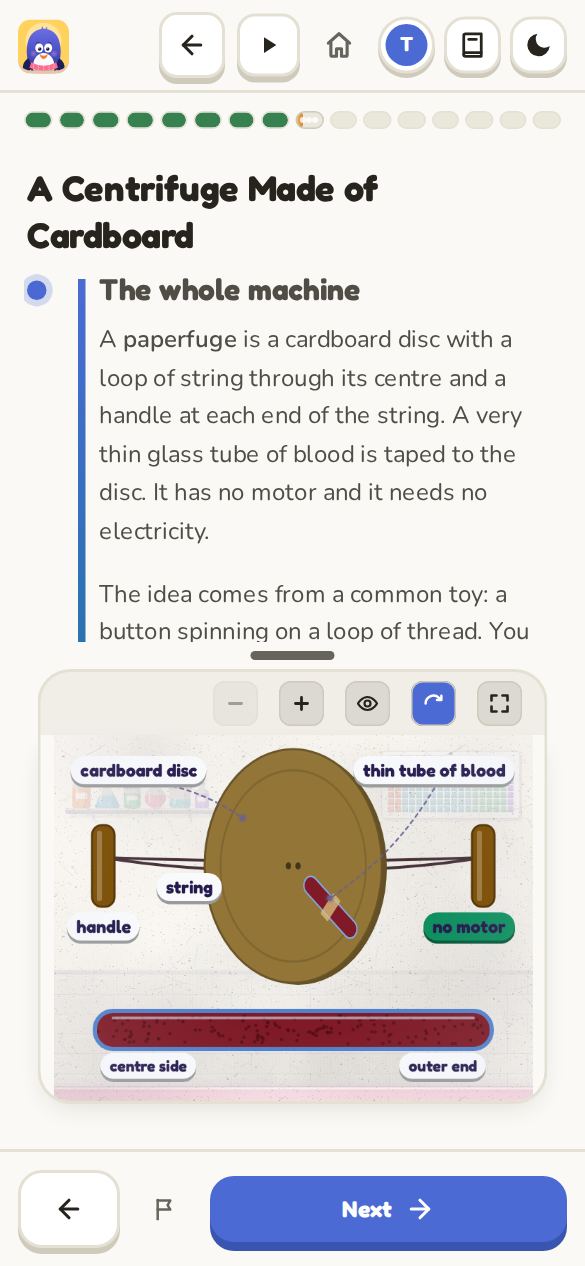 T
A Centrifuge Made of
Cardboard
The whole machine
A paperfuge is a cardboard disc with a
loop of string through its centre and a
handle at each end of the string. A very
thin glass tube of blood is taped to the
disc. It has no motor and it needs no
electricity.
The idea comes from a common toy: a
button spinning on a loop of thread. You
cardboard disc
thin tube of blood
string
handle
no motor
centre side
outer end
Next